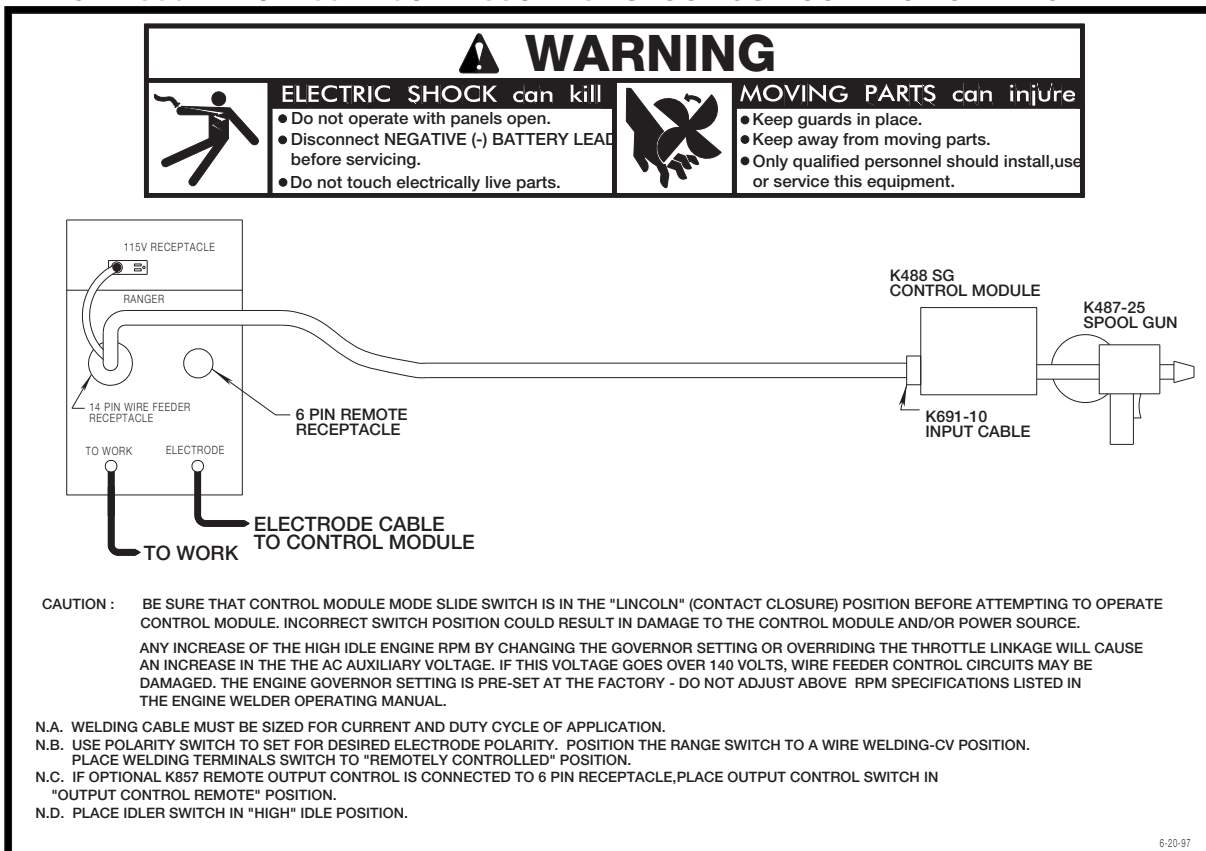 WARNING
ELECTRIC SHOCK can kill
● Do not operate with panels open.
● Disconnect NEGATIVE (-) BATTERY LEAD
before servicing.
● Do not touch electrically live parts.
MOVING PARTS can injure
● Keep guards in place.
● Keep away from moving parts.
● Only qualified personnel should install,use
or service this equipment.
115V RECEPTACLE
RANGER
14 PIN WIRE FEEDER
RECEPTACLE
6 PIN REMOTE
RECEPTACLE
TO WORK
ELECTRODE
K488 SG
CONTROL MODULE
K487-25
SPOOL GUN
K691-10
INPUT CABLE
ELECTRODE CABLE
TO CONTROL MODULE
TO WORK
CAUTION : BE SURE THAT CONTROL MODULE MODE SLIDE SWITCH IS IN THE "LINCOLN" (CONTACT CLOSURE) POSITION BEFORE ATTEMPTING TO OPERATE
CONTROL MODULE. INCORRECT SWITCH POSITION COULD RESULT IN DAMAGE TO THE CONTROL MODULE AND/OR POWER SOURCE.
ANY INCREASE OF THE HIGH IDLE ENGINE RPM BY CHANGING THE GOVERNOR SETTING OR OVERRIDING THE THROTTLE LINKAGE WILL CAUSE
AN INCREASE IN THE THE AC AUXILIARY VOLTAGE. IF THIS VOLTAGE GOES OVER 140 VOLTS, WIRE FEEDER CONTROL CIRCUITS MAY BE
DAMAGED. THE ENGINE GOVERNOR SETTING IS PRE-SET AT THE FACTORY - DO NOT ADJUST ABOVE RPM SPECIFICATIONS LISTED IN
THE ENGINE WELDER OPERATING MANUAL.
N.A. WELDING CABLE MUST BE SIZED FOR CURRENT AND DUTY CYCLE OF APPLICATION.
N.B. USE POLARITY SWITCH TO SET FOR DESIRED ELECTRODE POLARITY. POSITION THE RANGE SWITCH TO A WIRE WELDING-CV POSITION.
PLACE WELDING TERMINALS SWITCH TO "REMOTELY CONTROLLED" POSITION.
N.C. IF OPTIONAL K857 REMOTE OUTPUT CONTROL IS CONNECTED TO 6 PIN RECEPTACLE,PLACE OUTPUT CONTROL SWITCH IN
"OUTPUT CONTROL REMOTE" POSITION.
N.D. PLACE IDLER SWITCH IN "HIGH" IDLE POSITION.
6-20-97